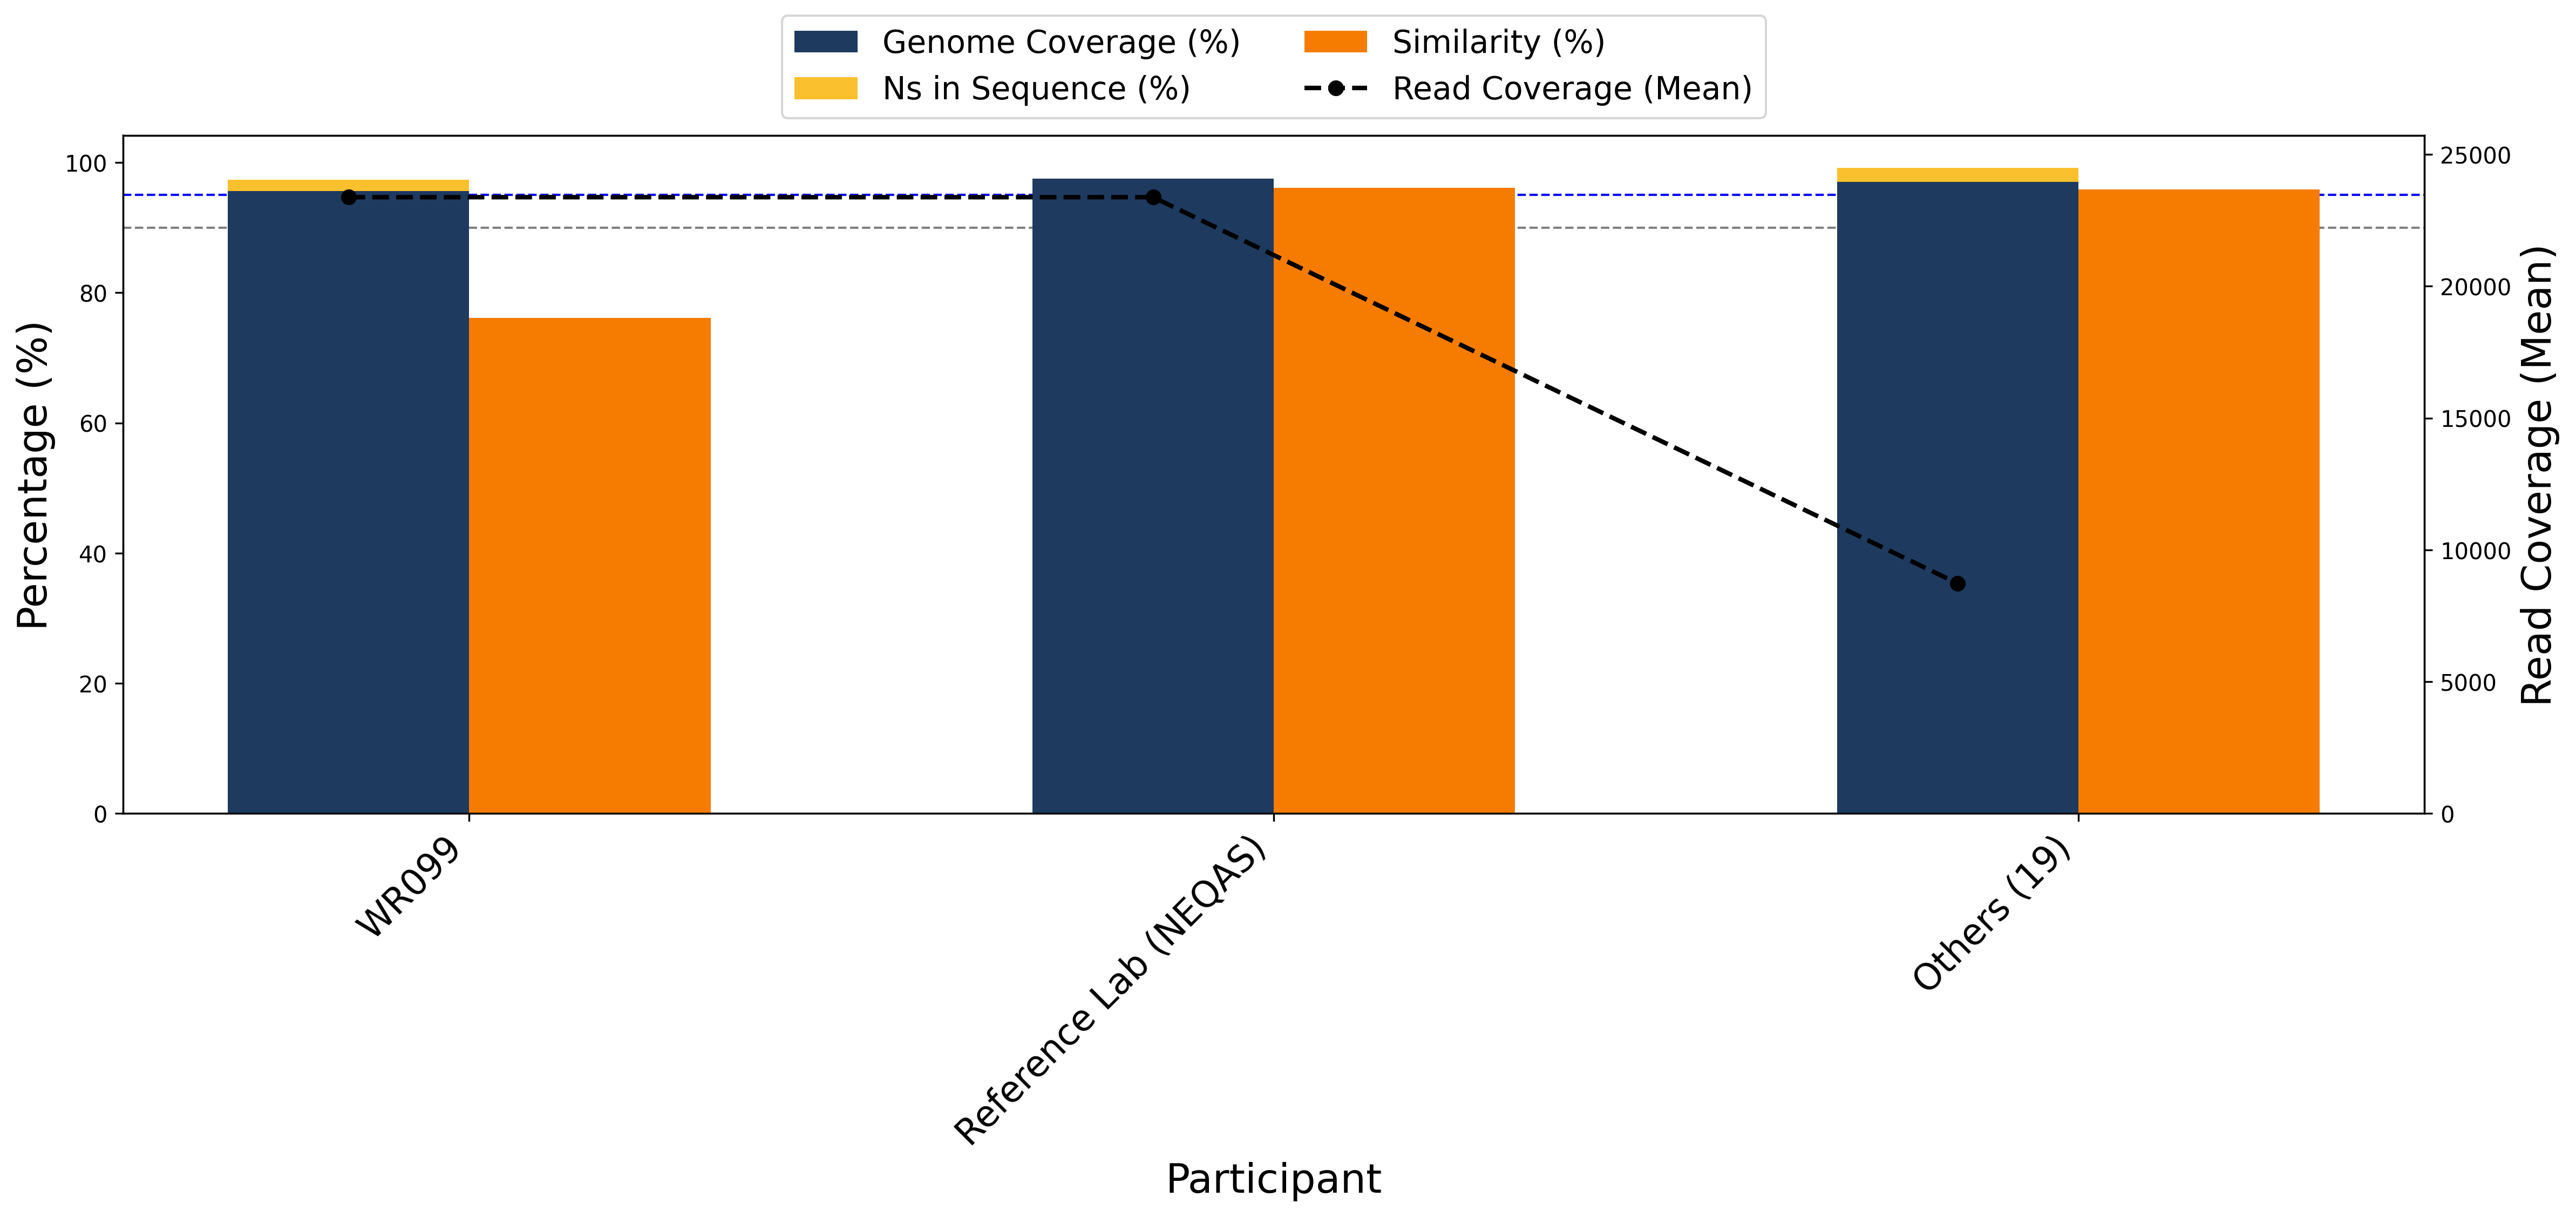 Genome Coverage (%)
Ns in Sequence (%)
Similarity (%)
Read Coverage (Mean)
Percentage (%)
100
80
60
40
20
0
25000
20000
15000
10000
5000
0
Read Coverage (Mean)
WR099
Reference Lab (NEQAS)
Others (19)
Participant